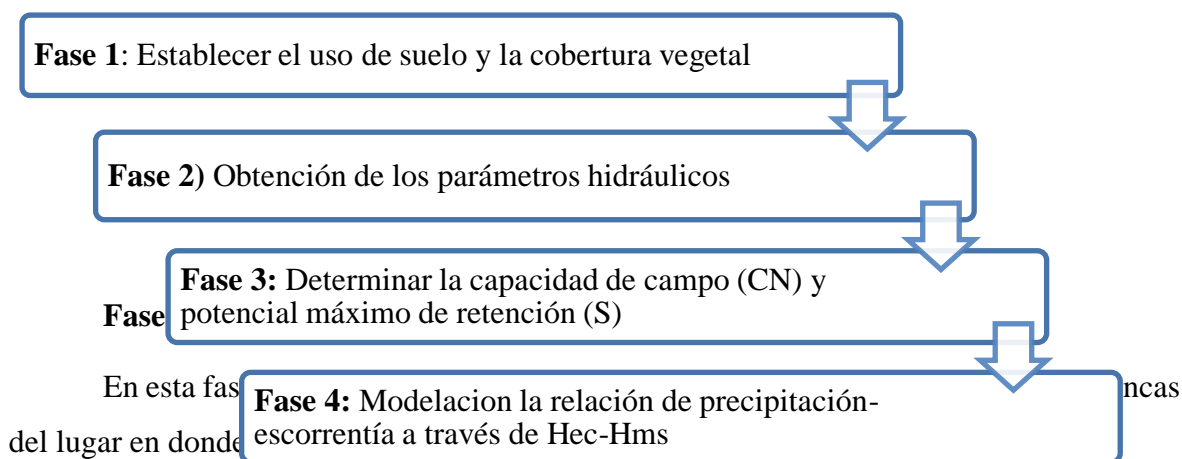 Fase 1: Establecer el uso de suelo y la cobertura vegetal
Fase 2) Obtención de los parámetros hidráulicos
Fase 3: Determinar la capacidad de campo (CN) y
potencial máximo de retención (S)
Fase
En esta
Fase 4: Modelacion la relación de precipitación-
escorrentía a través de Hec-Hms
del lugar en donde